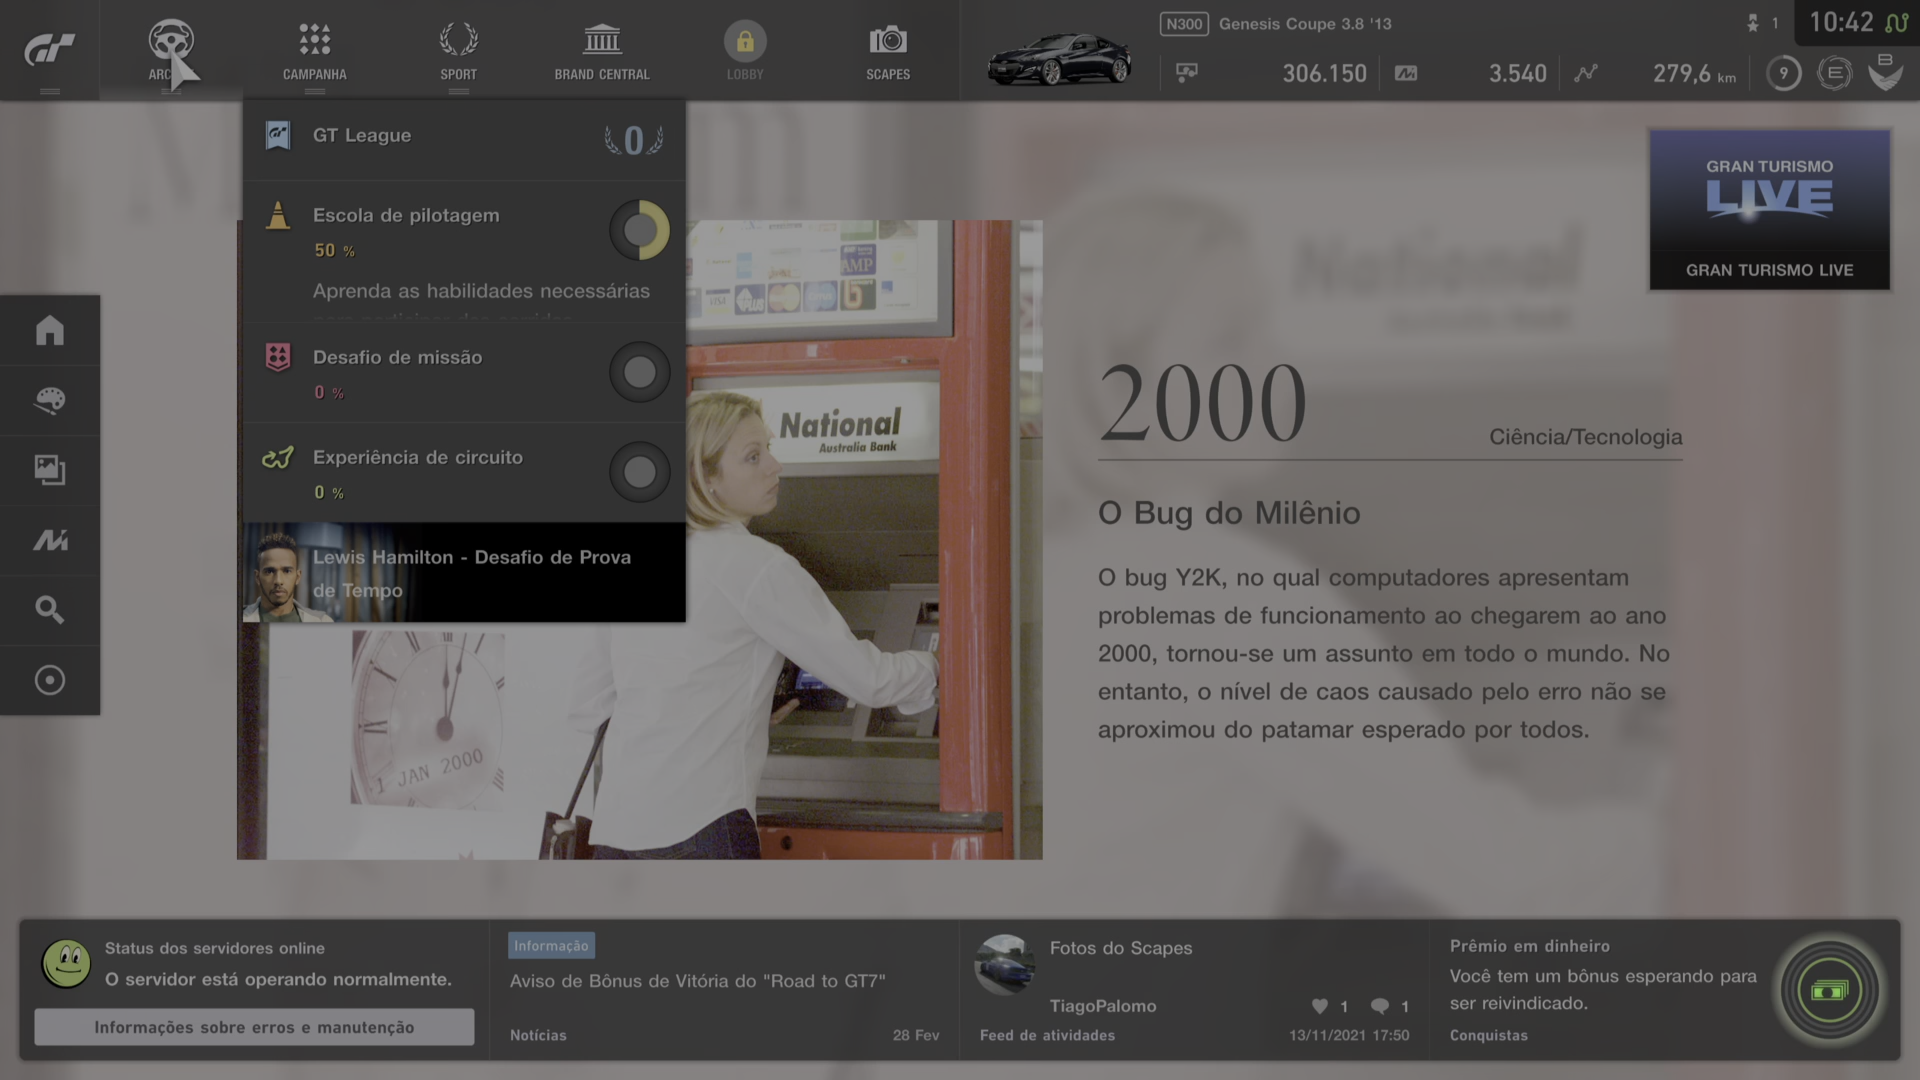 CAMPANHA
SPORT
BRAND CENTRAL
LOBBY
SCAPES
N300 Genesis Coupe 3.8 '13
1
10:42
306.150
3.540
279,6 km
9
E
B
GT League
0
Escola de pilotagem
50 %
Aprenda as habilidades necessárias
Desafio de missão
0 %
Experiência de circuito
0 %
Lewis Hamilton - Desafio de Prova
de Tempo
GRAN TURISMO
LIVE
GRAN TURISMO LIVE
National
Australia Bank
AMP
VISA
1 JAN 2000
2000
Ciência/Tecnologia
O Bug do Milênio
O bug Y2K, no qual computadores apresentam
problemas de funcionamento ao chegarem ao ano
2000, tornou-se um assunto em todo o mundo. No
entanto, o nível de caos causado pelo erro não se
aproximou do patamar esperado por todos.
Status dos servidores online
O servidor está operando normalmente.
Informações sobre erros e manutenção
Informação
Aviso de Bônus de Vitória do "Road to GT7"
Notícias
28 Fev
Fotos do Scapes
TiagoPalomo
1
1
Feed de atividades
13/11/2021 17:50
Prêmio em dinheiro
Você tem um bônus esperando para
ser reivindicado.
Conquistas